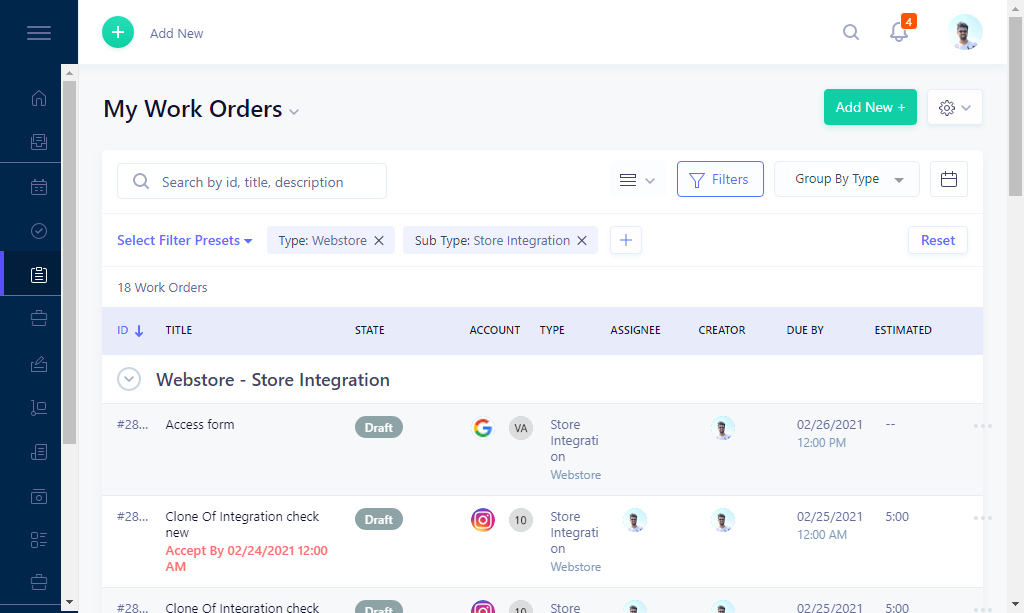 Add New
4
My Work Orders
Add New +
Search by id, title, description
Filters
Group By Type
Select Filter Presets
Type: Webstore
Sub Type: Store Integration
Reset
18 Work Orders
ID TITLE STATE ACCOUNT TYPE ASSIGNEE CREATOR DUE BY ESTIMATED
Webstore - Store Integration
#28... Access form Draft VA Store 02/26/2021 --
Integrati 12:00 PM
on
Webstore
#28... Clone Of Integration check Draft 10 Store 02/25/2021 5:00
new Integrati 12:00 AM
Accept By 02/24/2021 12:00 on
AM Webstore
#28... Clone Of Integration check Draft 10 Store 02/25/2021 5:00